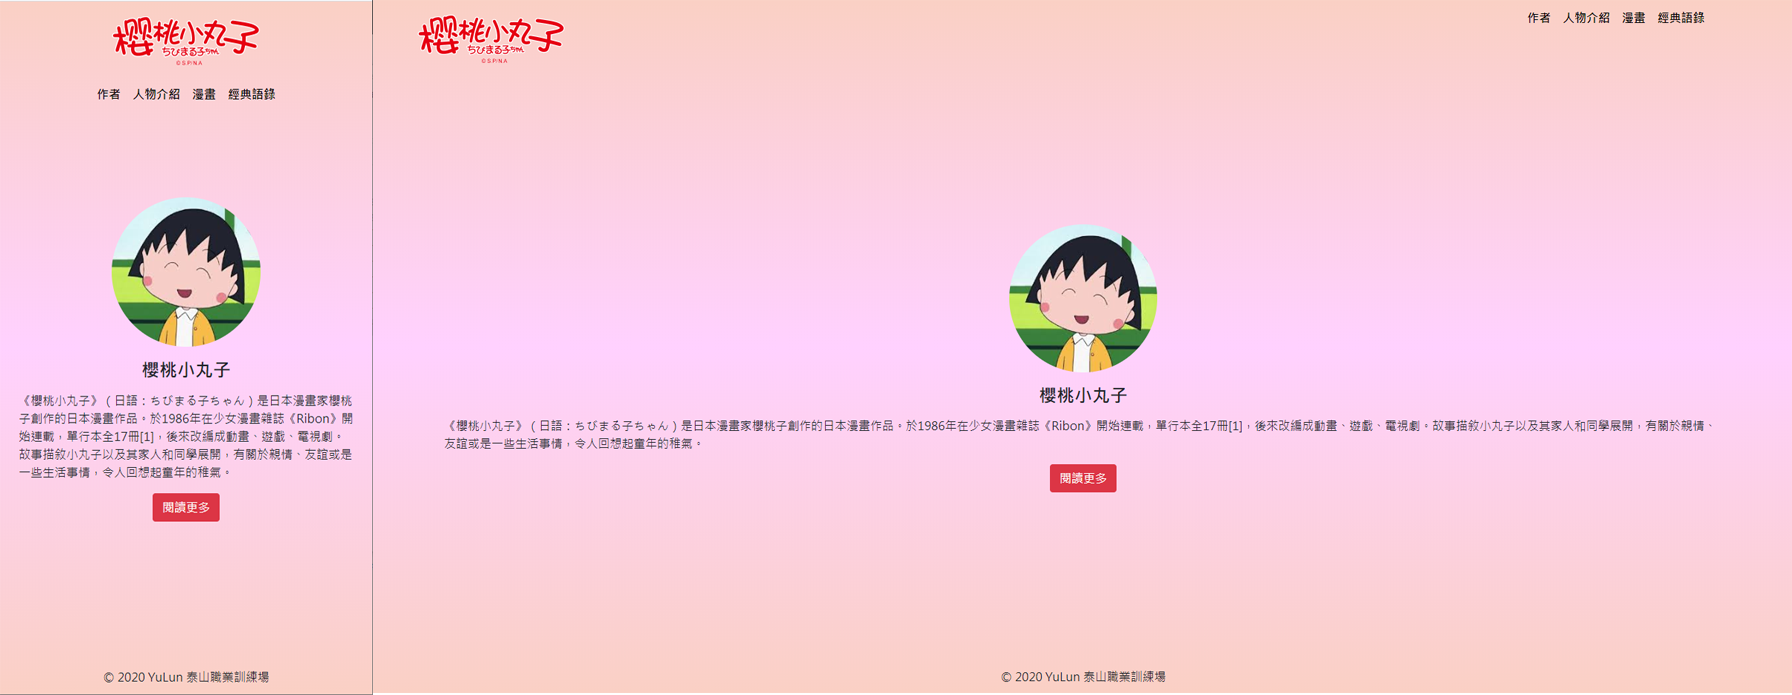 櫻桃小丸子
ちびまる子ちゃん
© S.P/N.A
作者 人物介紹 漫畫 經典語錄
櫻桃小丸子
《櫻桃小丸子》(日語：ちびまる子ちゃん)是日本漫畫家櫻桃
子創作的日本漫畫作品。於1986年在少女漫畫雜誌《Ribon》開
始連載，單行本全17冊[1]，後來改編成動畫、遊戲、電視劇。
故事描敘小丸子以及其家人和同學展開，有關於親情、友誼或是
一些生活事情，令人回想起童年的稚氣。
閱讀更多
© 2020 YuLun 泰山職業訓練場
櫻桃小丸子
ちびまる子ちゃん
© S.P/N.A
作者 人物介紹 漫畫 經典語錄
櫻桃小丸子
《櫻桃小丸子》(日語：ちびまる子ちゃん)是日本漫畫家櫻桃子創作的日本漫畫作品。於1986年在少女漫畫雜誌《Ribon》開始連載，單行本全17冊[1]，後來改編成動畫、遊戲、電視劇。故事描敘小丸子以及其家人和同學展開，有關於親情、
友誼或是一些生活事情，令人回想起童年的稚氣。
閱讀更多
© 2020 YuLun 泰山職業訓練場